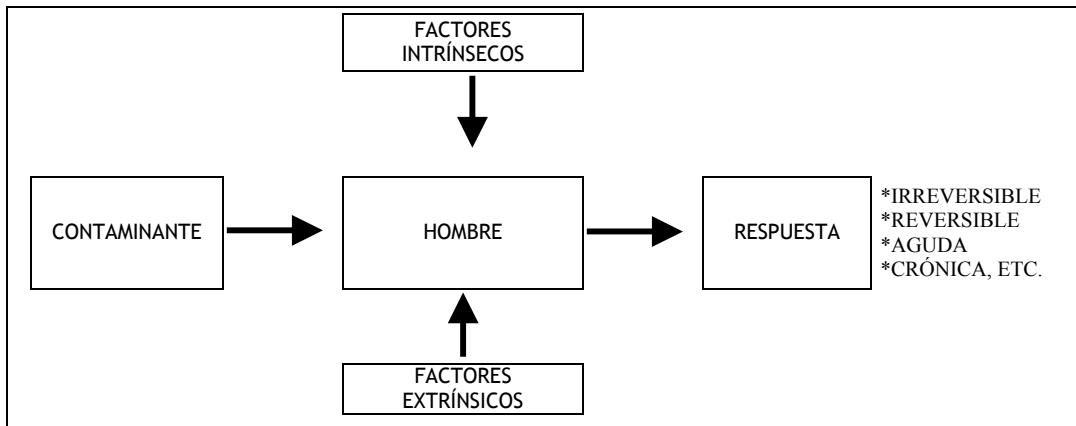 FACTORES
INTRÍNSECOS
CONTAMINANTE
HOMBRE
RESPUESTA
*IRREVERSIBLE
*REVERSIBLE
*AGUDA
*CRÓNICA, ETC.
FACTORES
EXTRÍNSICOS